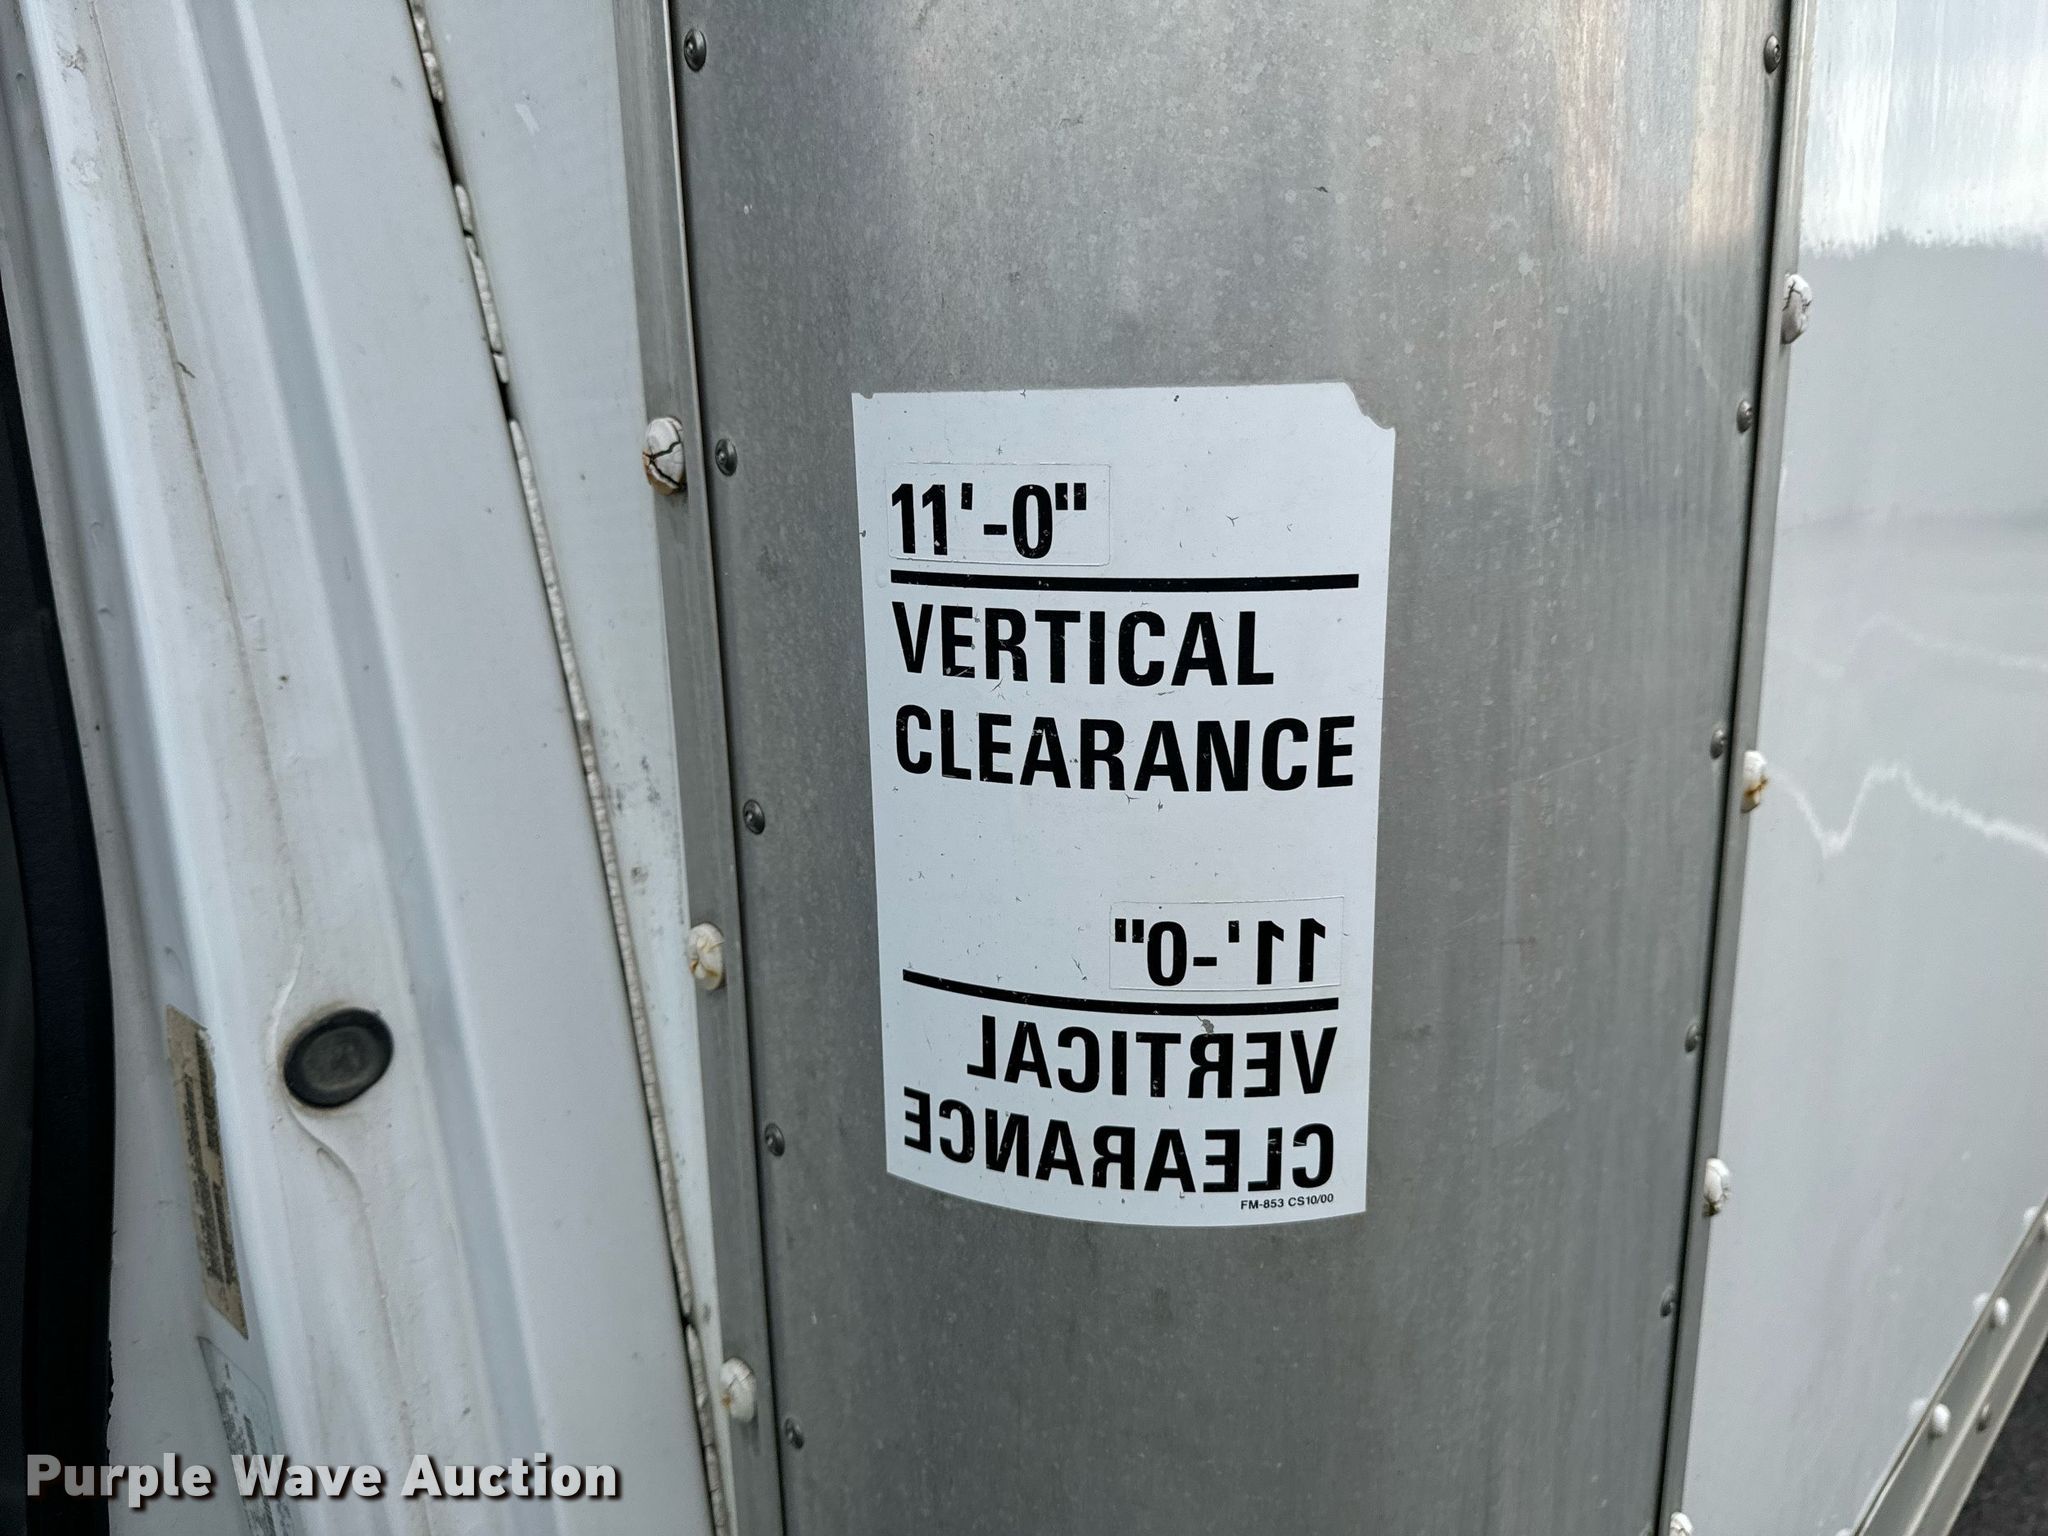 11'-0"
VERTICAL
CLEARANCE
11'-0"
VERTICAL
CLEARANCE
FM-853 CS10/00
Purple Wave Auction